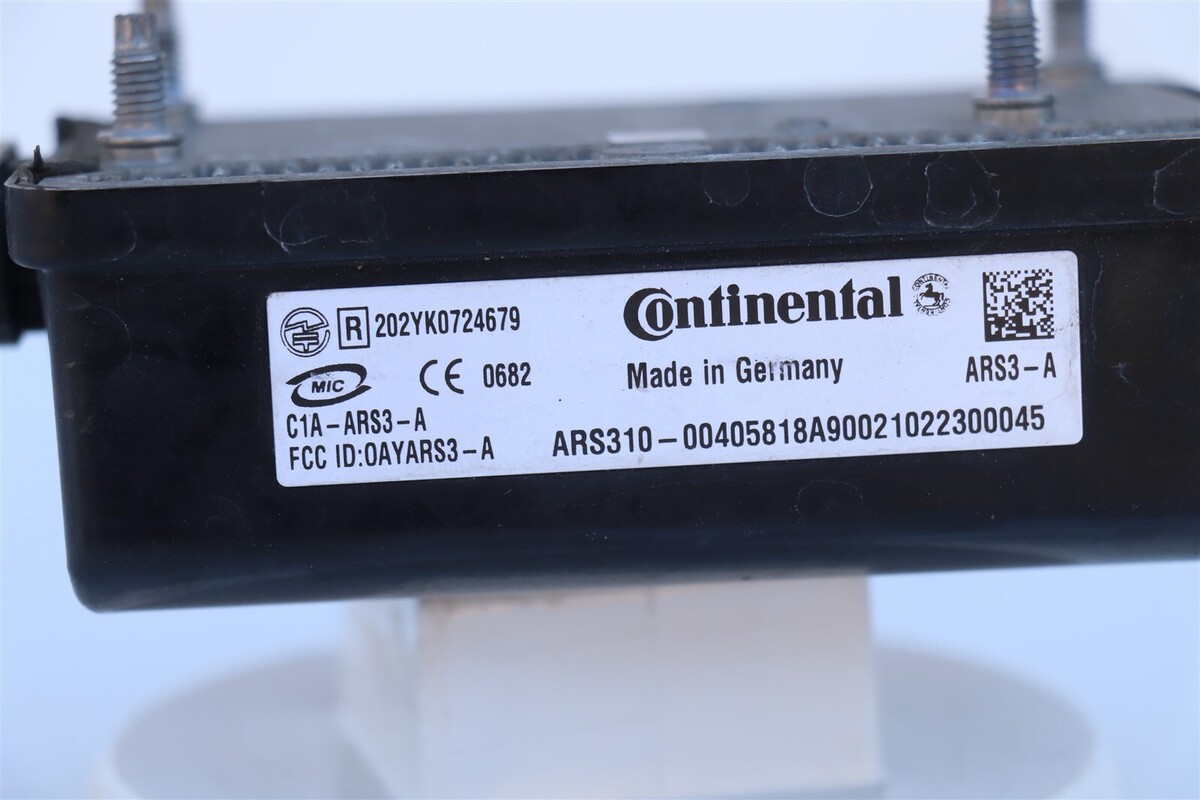 R 202YK0724679
Continental
MIC
CE 0682
Made in Germany
ARS3-A
C1A-ARS3-A
FCC ID:OAYARS3-A
ARS310-00405818A90021022300045